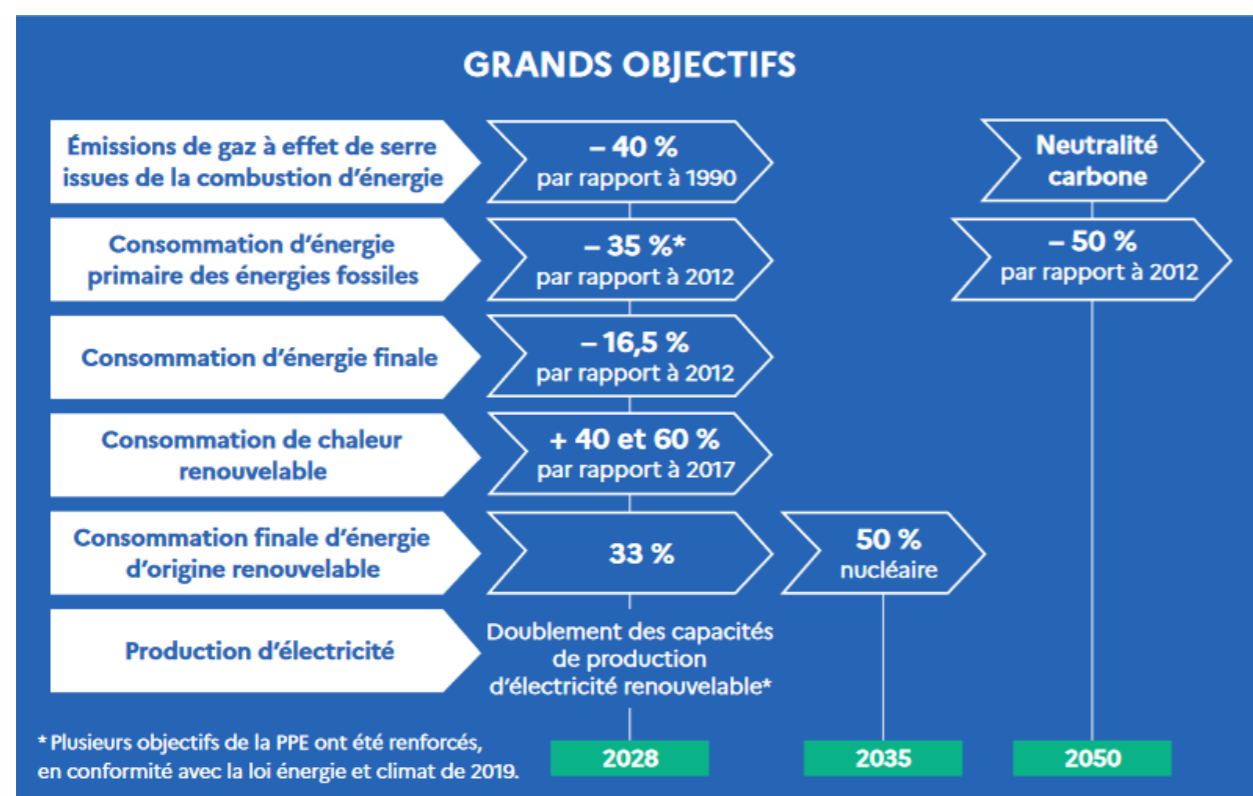 GRANDS OBJECTIFS
Émissions de gaz à effet de serre
issues de la combustion d'énergie
– 40 %
par rapport à 1990
Neutralité
carbone
Consommation d'énergie
primaire des énergies fossiles
– 35 %*
par rapport à 2012
– 50 %
par rapport à 2012
Consommation d'énergie finale
– 16,5 %
par rapport à 2012
Consommation de chaleur
renouvelable
+ 40 et 60 %
par rapport à 2017
Consommation finale d'énergie
d'origine renouvelable
33 %
50 %
nucléaire
Production d'électricité
Doublement des capacités
de production
d'électricité renouvelable*
* Plusieurs objectifs de la PPE ont été renforcés,
en conformité avec la loi énergie et climat de 2019.
2028
2035
2050